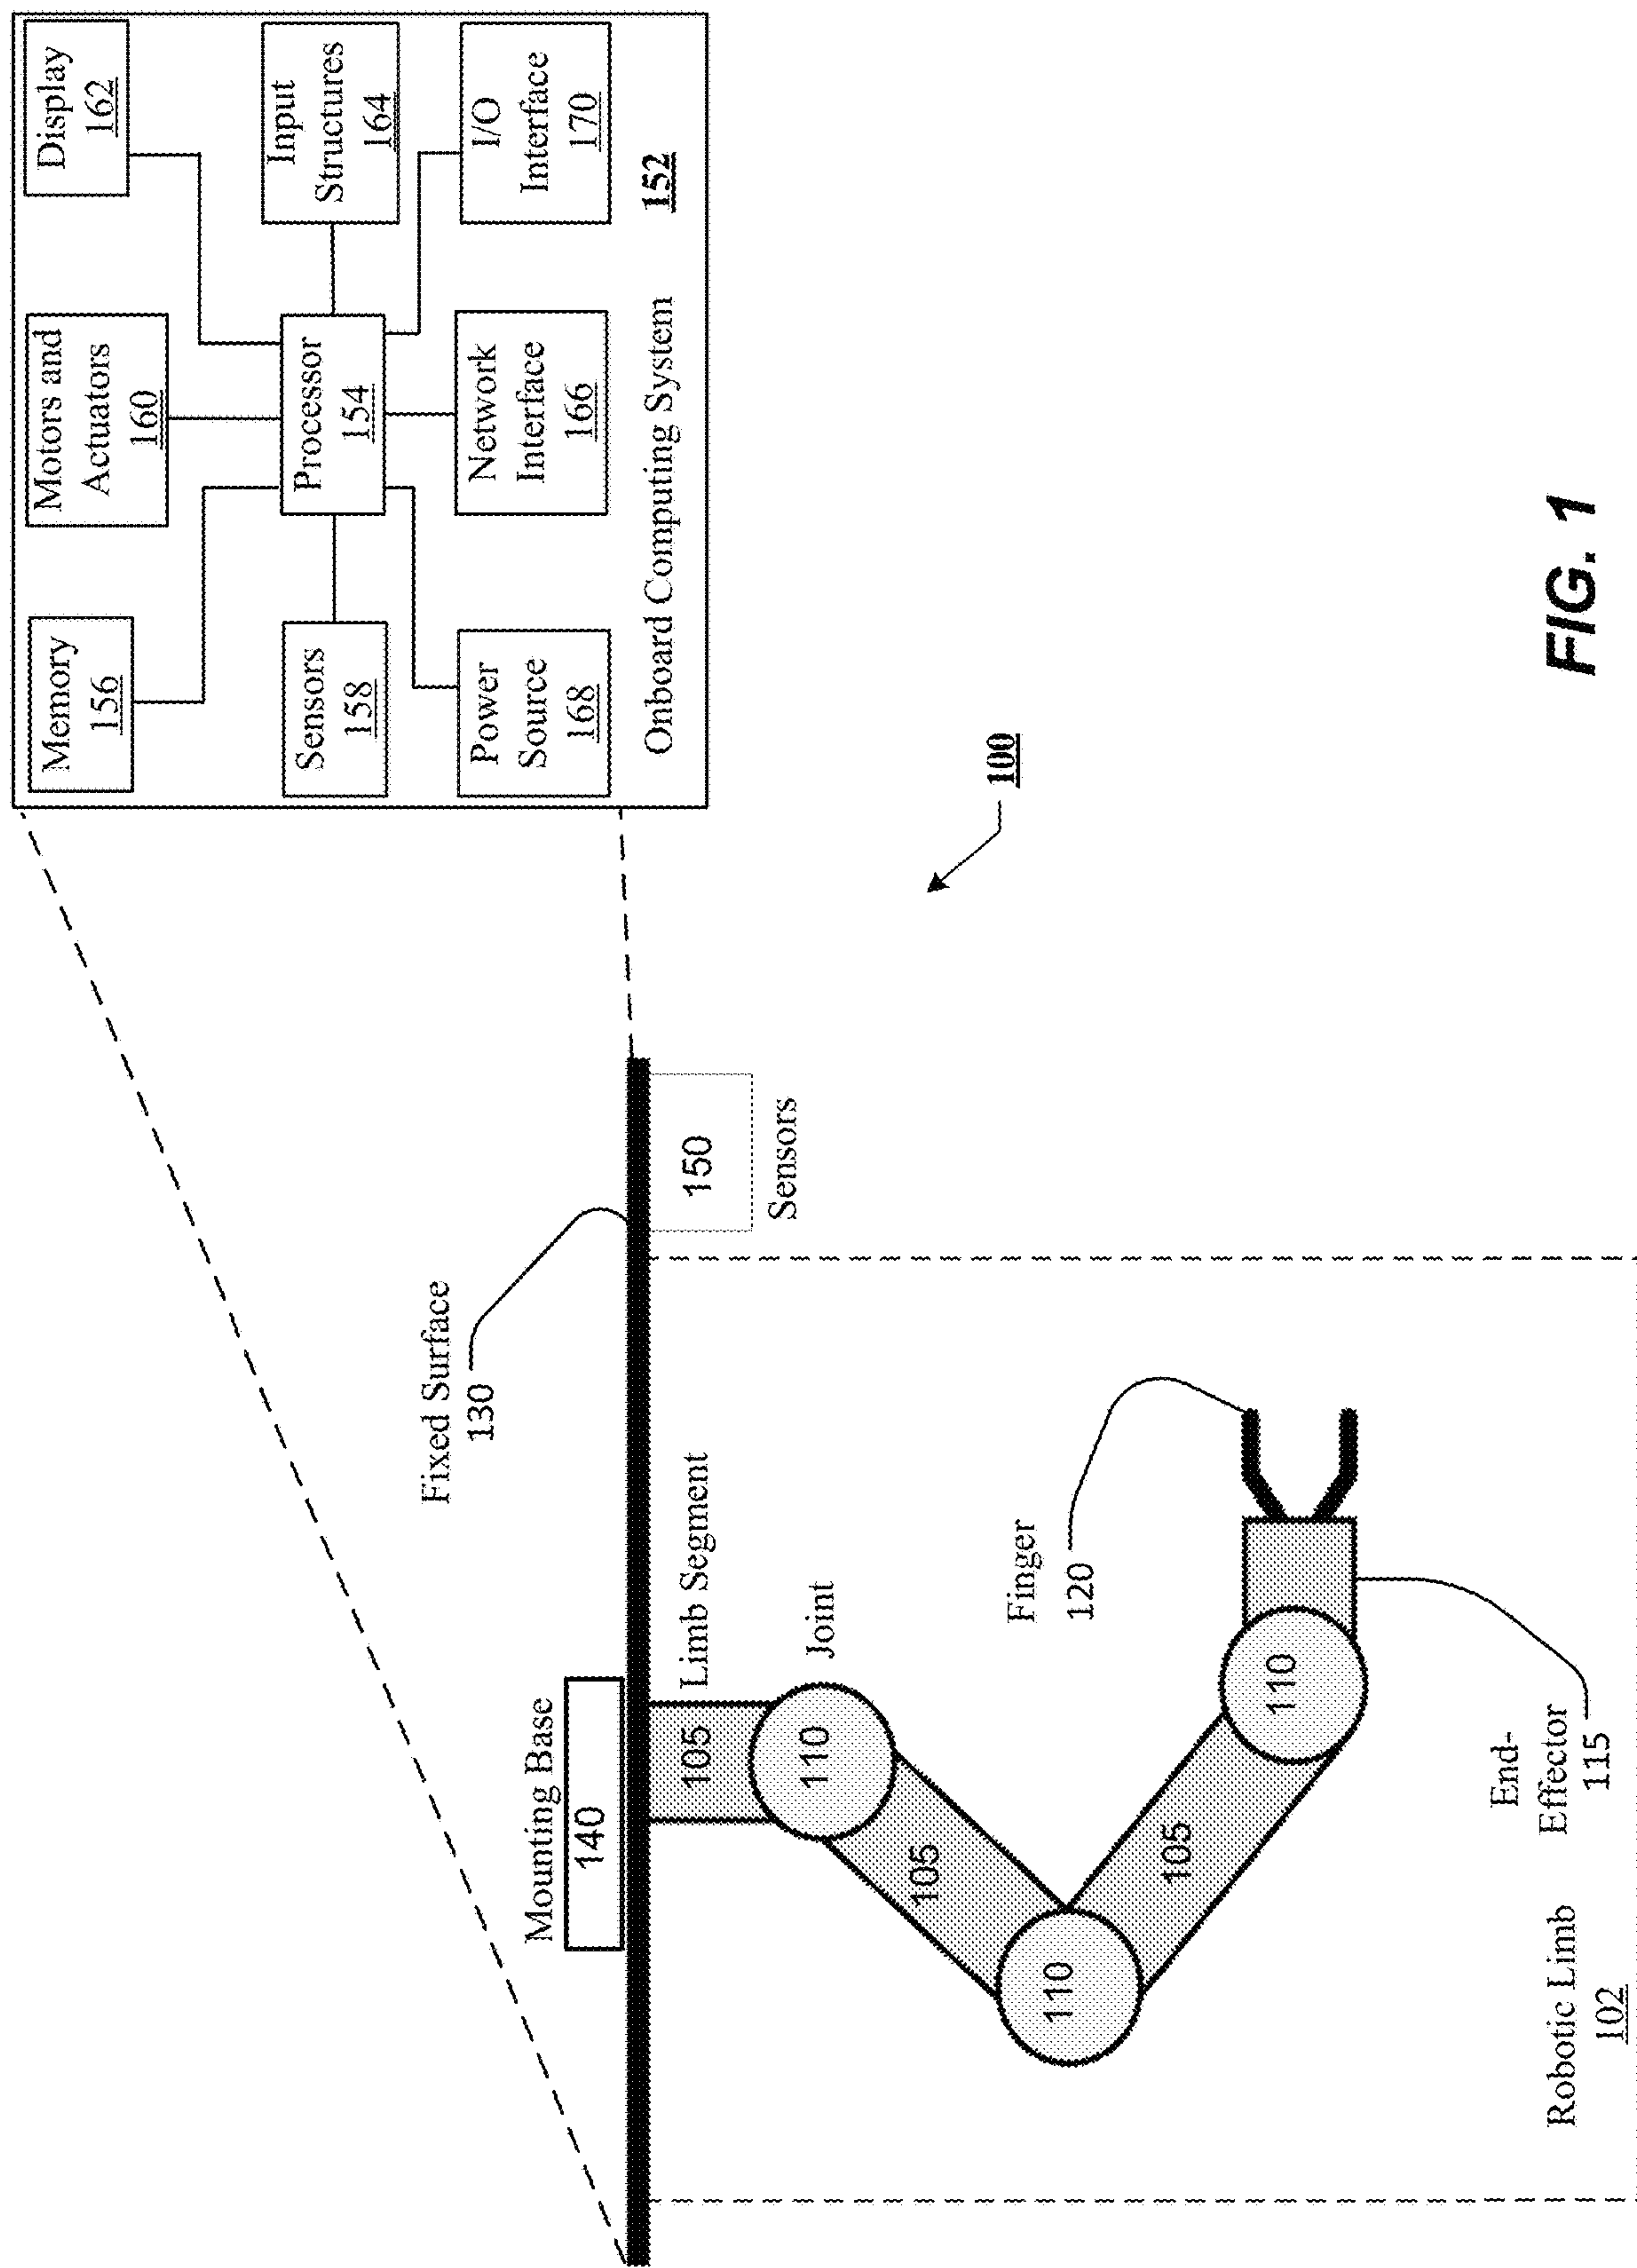 Memory
156
Motors and
Actuators
160
Display
162
Sensors
158
Processor
154
Input
Structures
164
Power
Source
168
Network
Interface
166
I/O
Interface
170
Onboard Computing System
152
Fixed Surface
130
Mounting Base
140
105
Limb Segment
150
Sensors
110
Joint
105
100
110
Finger
120
105
110
End-
Effector
115
Robotic Limb
102
FIG. 1